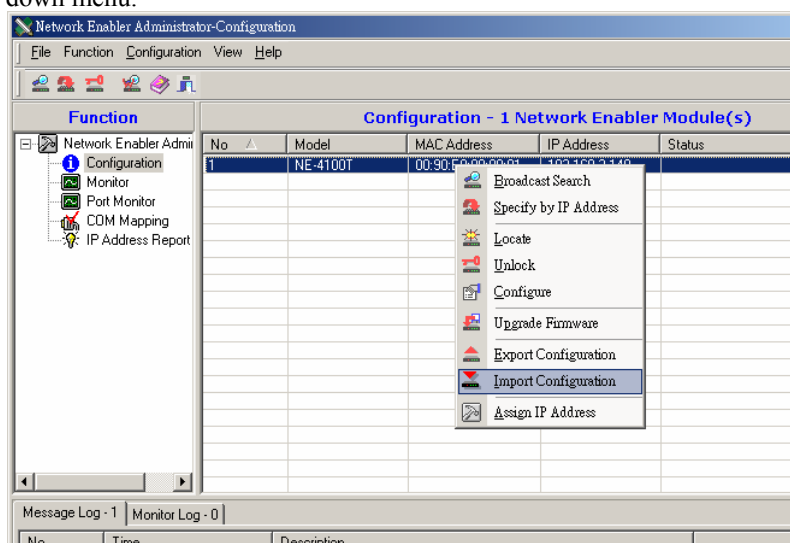 down menu.
Network Enabler Administrator-Configuration
File Function Configuration View Help
Function
Configuration - 1 Network Enabler Module(s)
Network Enabler Admi
Configuration
Monitor
Port Monitor
COM Mapping
IP Address Report
No Model MAC Address IP Address Status
1 NE-4100T
Broadcast Search
Specify by IP Address
Locate
Unlock
Configure
Upgrade Firmware
Export Configuration
Import Configuration
Assign IP Address
Message Log - 1 Monitor Log - 0
No Time Description